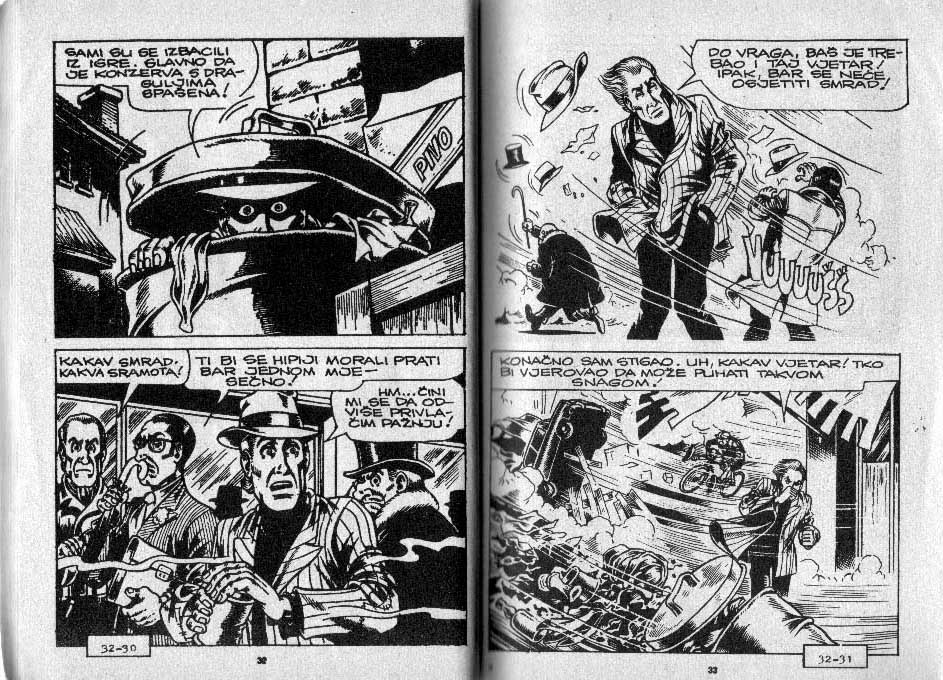 SAMI SU SE IZBACILI
IZ IGRE. SLAVNO DA
JE KONZERVA S DRA-
GULJIMA
SPAŠENA!
PIVO
KAKAV SMRAD.
KAKVA SRAMOTA!
TI BI SE HIPIJI MORALI PRATI
BAR JEDNOM MJE-
SEČNO!
HM...ČINI
MI SE DA OD-
VIŠE PRIVLA-
ČIM PAŽNJU!
32-30
32
DO VRAGA, BAŠ JE TRE-
BAO I TAJ VJETAR!
IPAK, BAR SE NEĆE
OSJETITI SMRAD!
KONAČNO SAM STIGAO. UH, KAKAV VJETAR! TKO
BI VJEROVAO DA MOŽE PUHATI TAKVOM
SNAGOM!
32-31
33